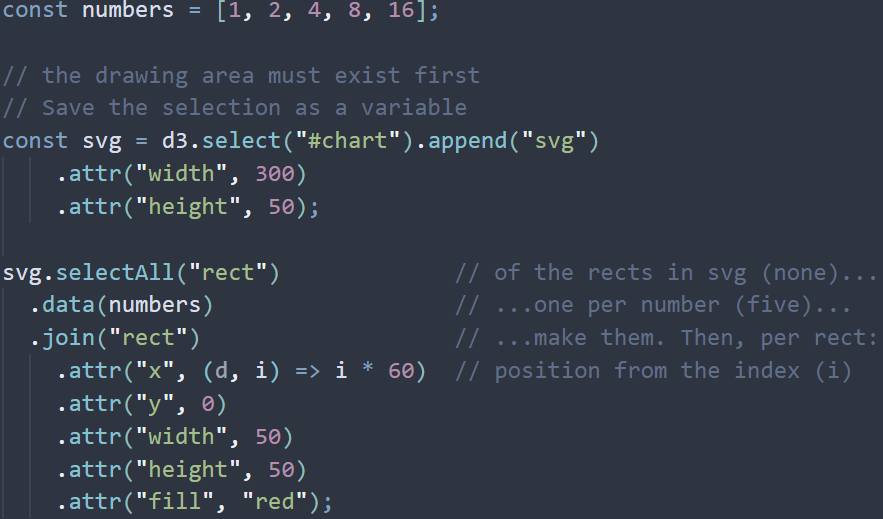 const numbers = [1, 2, 4, 8, 16];
// the drawing area must exist first
// Save the selection as a variable
const svg = d3.select("#chart").append("svg")
    .attr("width", 300)
    .attr("height", 50);
svg.selectAll("rect")             // of the rects in svg (none)...
  .data(numbers)                  // ...one per number (five)...
  .join("rect")                   // ...make them. Then, per rect:
    .attr("x", (d, i) => i * 60)  // position from the index (i)
    .attr("y", 0)
    .attr("width", 50)
    .attr("height", 50)
    .attr("fill", "red");